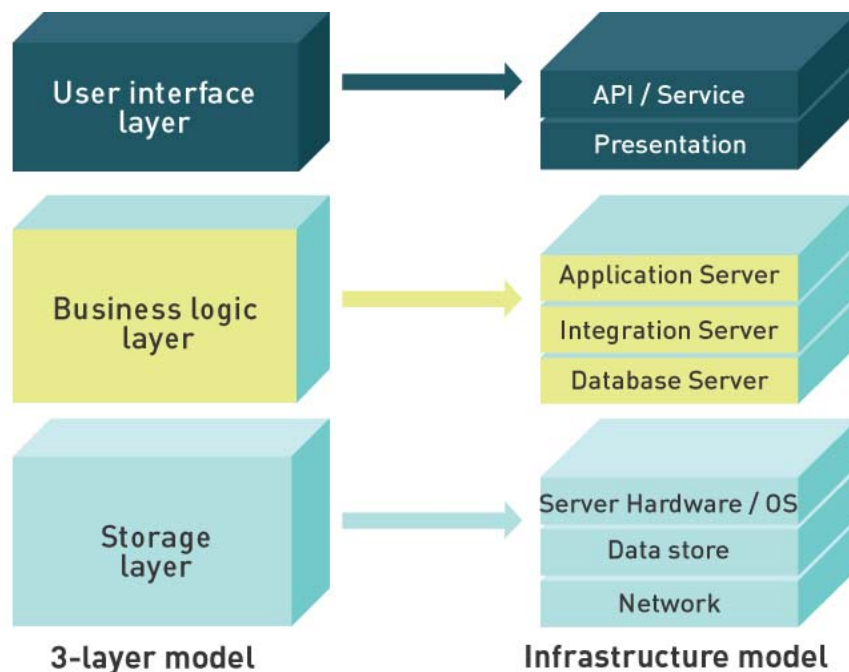 User interface
layer
API / Service
Presentation
Business logic
layer
Application Server
Integration Server
Database Server
Storage
layer
Server Hardware / OS
Data store
Network
3-layer model
Infrastructure model